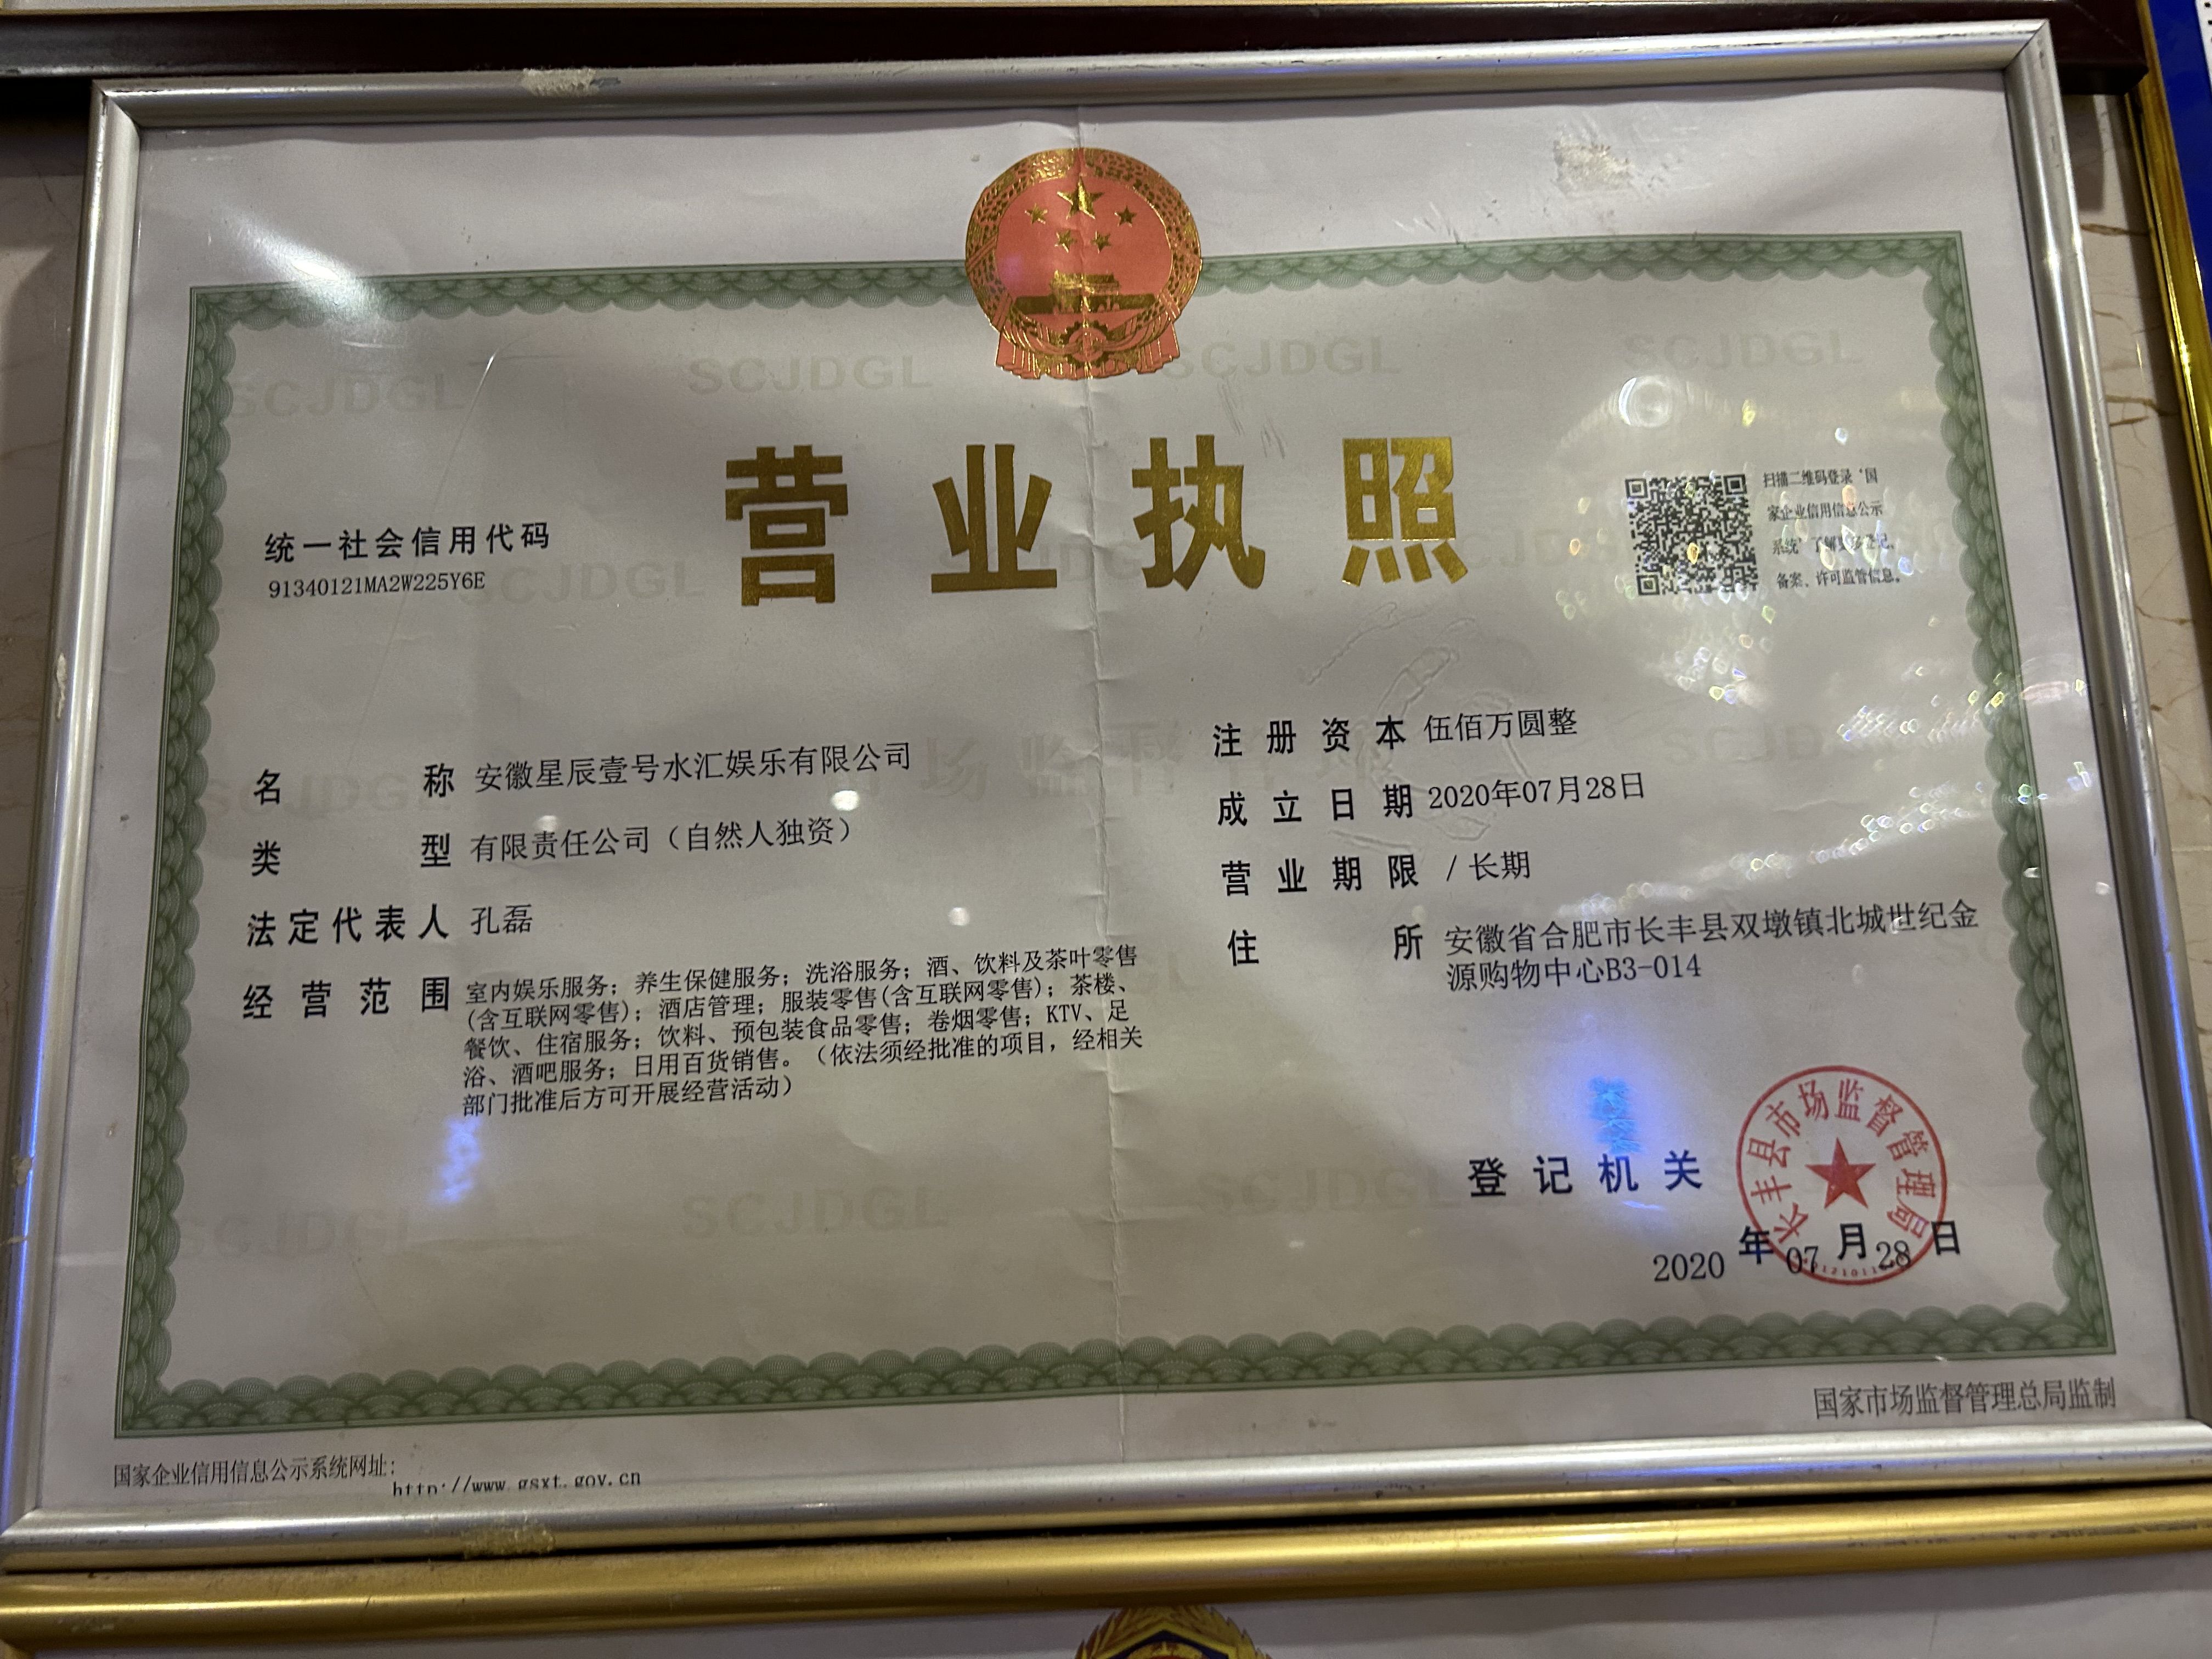 营业执照
统一社会信用代码
91340121MA2W225Y6E
扫描二维码登录‘国
家企业信用信息公示
系统’了解更多登记、
备案、许可监管信息。
名称 安徽星辰壹号水汇娱乐有限公司
类型 有限责任公司（自然人独资）
法定代表人 孔磊
经营范围 室内娱乐服务；养生保健服务；洗浴服务；酒、饮料及茶叶零售
(含互联网零售)；酒店管理；服装零售(含互联网零售)；茶楼、
餐饮、住宿服务；饮料、预包装食品零售；卷烟零售；KTV、足
浴、酒吧服务；日用百货销售。（依法须经批准的项目，经相关
部门批准后方可开展经营活动）
注册资本 伍佰万圆整
成立日期 2020年07月28日
营业期限 / 长期
住所 安徽省合肥市长丰县双墩镇北城世纪金
源购物中心B3-014
登记机关
长丰县市场监督管理局
2020 年 07 月 28 日
国家市场监督管理总局监制
国家企业信用信息公示系统网址：
http://www.gsxt.gov.cn
SCJDGL
SCJDGL
SCJDGL
SCJDGL
SCJDGL
SCJDGL
SCJDGL